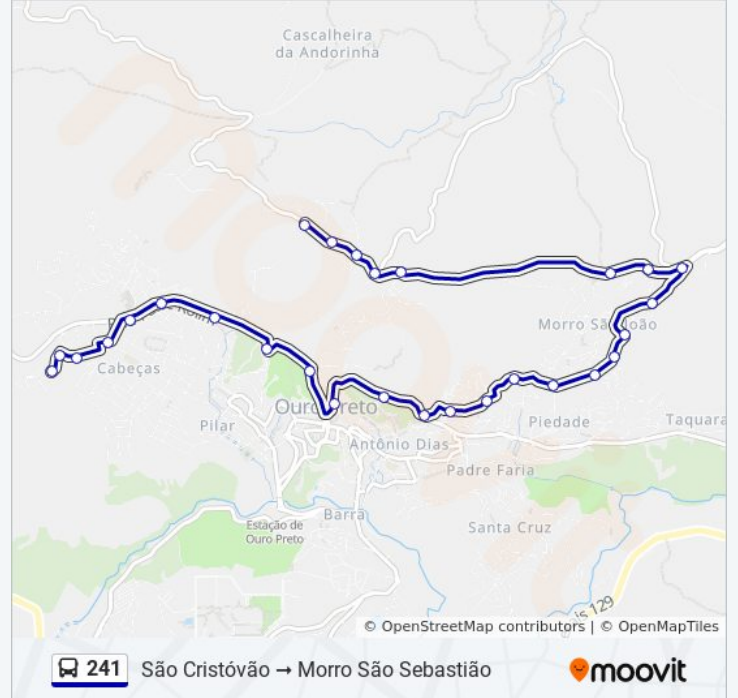 Cascalheira
da Andorinha
Morro São João
Cabeças
Ouro Preto
Pilar
Piedade
Taquara
Antônio Dias
Padre Faria
Barra
Estação de
Ouro Preto
Santa Cruz
129
© OpenStreetMap contributors | © OpenMapTiles
241 São Cristóvão → Morro São Sebastião moovit